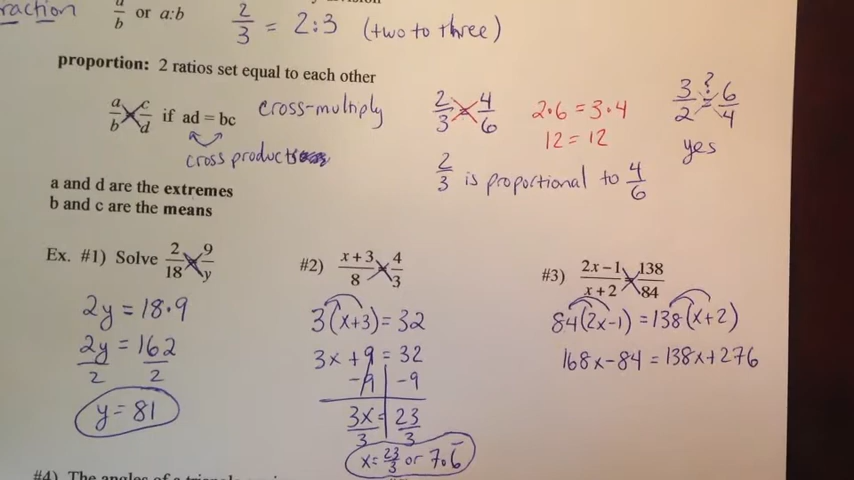 raction a/b or a:b 2/3 = 2:3 (two to three)
proportion: 2 ratios set equal to each other
a/b = c/d if ad = bc cross-multiply
cross products
2/3 = 4/6 2•6 = 3•4
12 = 12
2/3 is proportional to 4/6
3/2 =? 6/4
yes
a and d are the extremes
b and c are the means
Ex. #1) Solve 2/18 = 9/y
2y = 18•9
2y = 162
2 2
y = 81
#2) x+3/8 = 4/3
3(x+3) = 32
3x + 9 = 32
-9 -9
3x = 23
3 3
x = 23/3 or 7.6̅
#3) 2x-1/x+2 = 138/84
84(2x-1) = 138(x+2)
168x-84 = 138x+276
#4) The angles of a